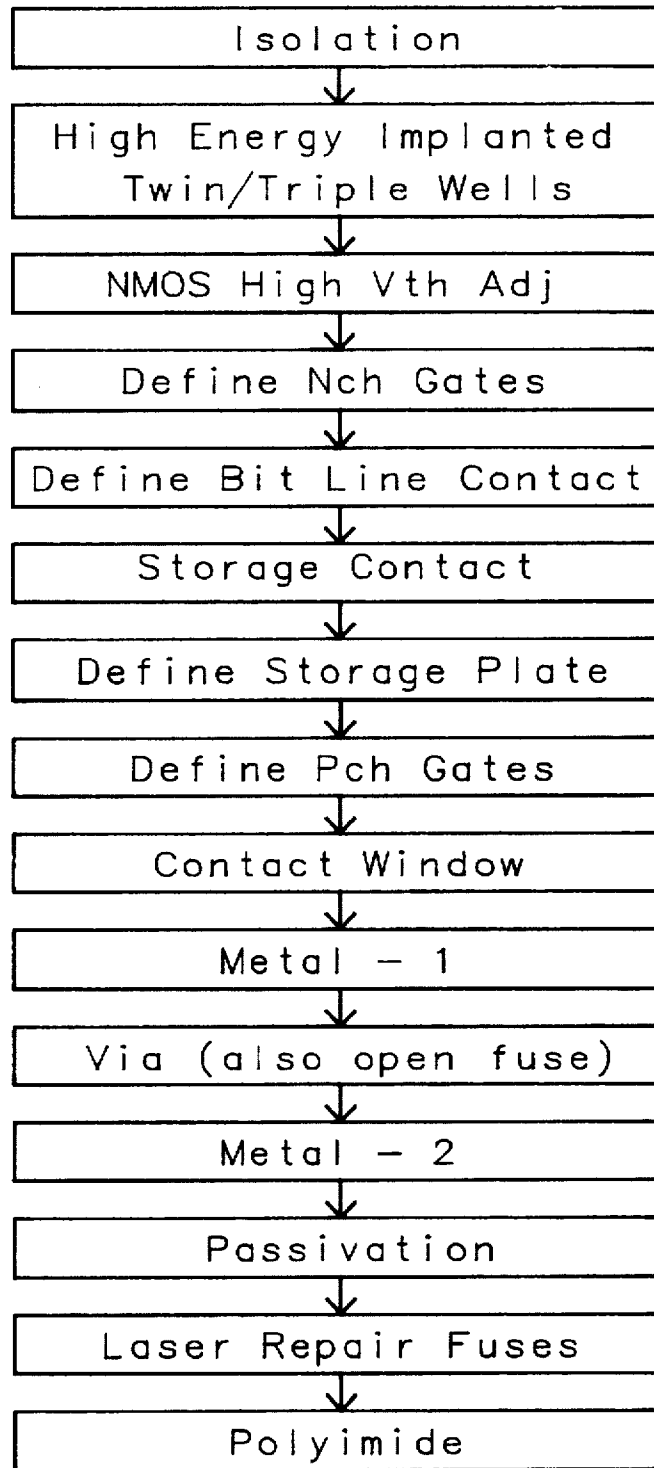 Isolation
High Energy Implanted
Twin/Triple Wells
NMOS High Vth Adj
Define Nch Gates
Define Bit Line Contact
Storage Contact
Define Storage Plate
Define Pch Gates
Contact Window
Metal - 1
Via (also open fuse)
Metal - 2
Passivation
Laser Repair Fuses
Polyimide